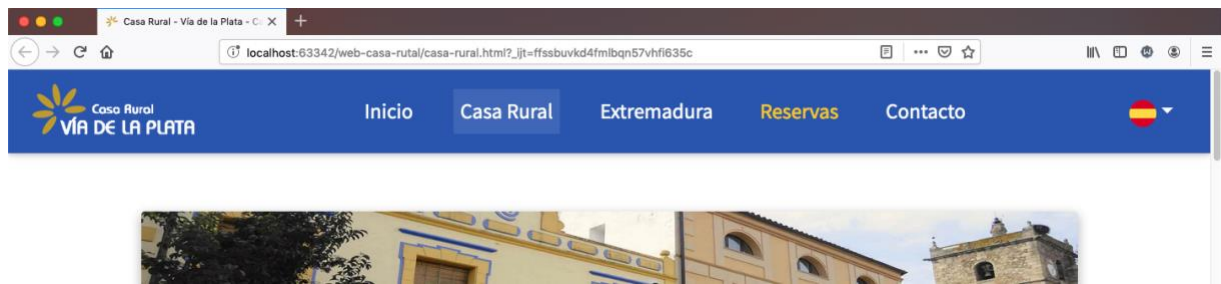 Casa Rural - Vía de la Plata - C
localhost:63342/web-casa-rutal/casa-rural.html?_ijt=ffssbuvkd4fmlbqn57vhfi635c
Casa Rural
VÍA DE LA PLATA
Inicio Casa Rural Extremadura Reservas Contacto